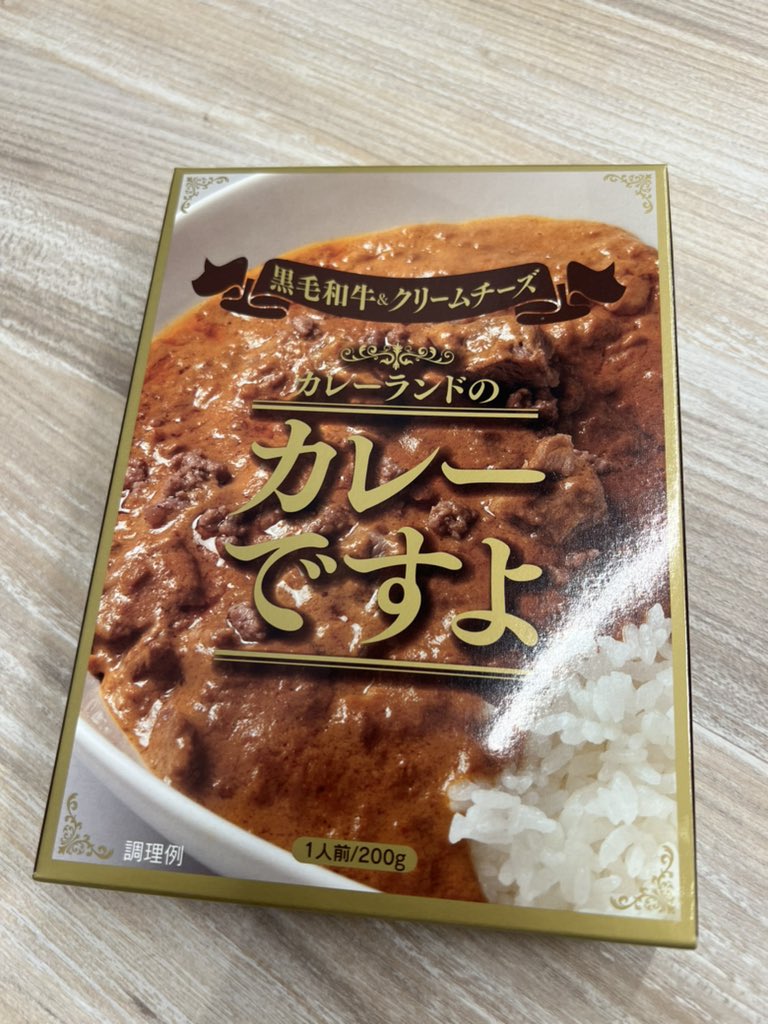 黒毛和牛&クリームチーズ
カレーランドの
カレー
ですよ
調理例
1人前/200g